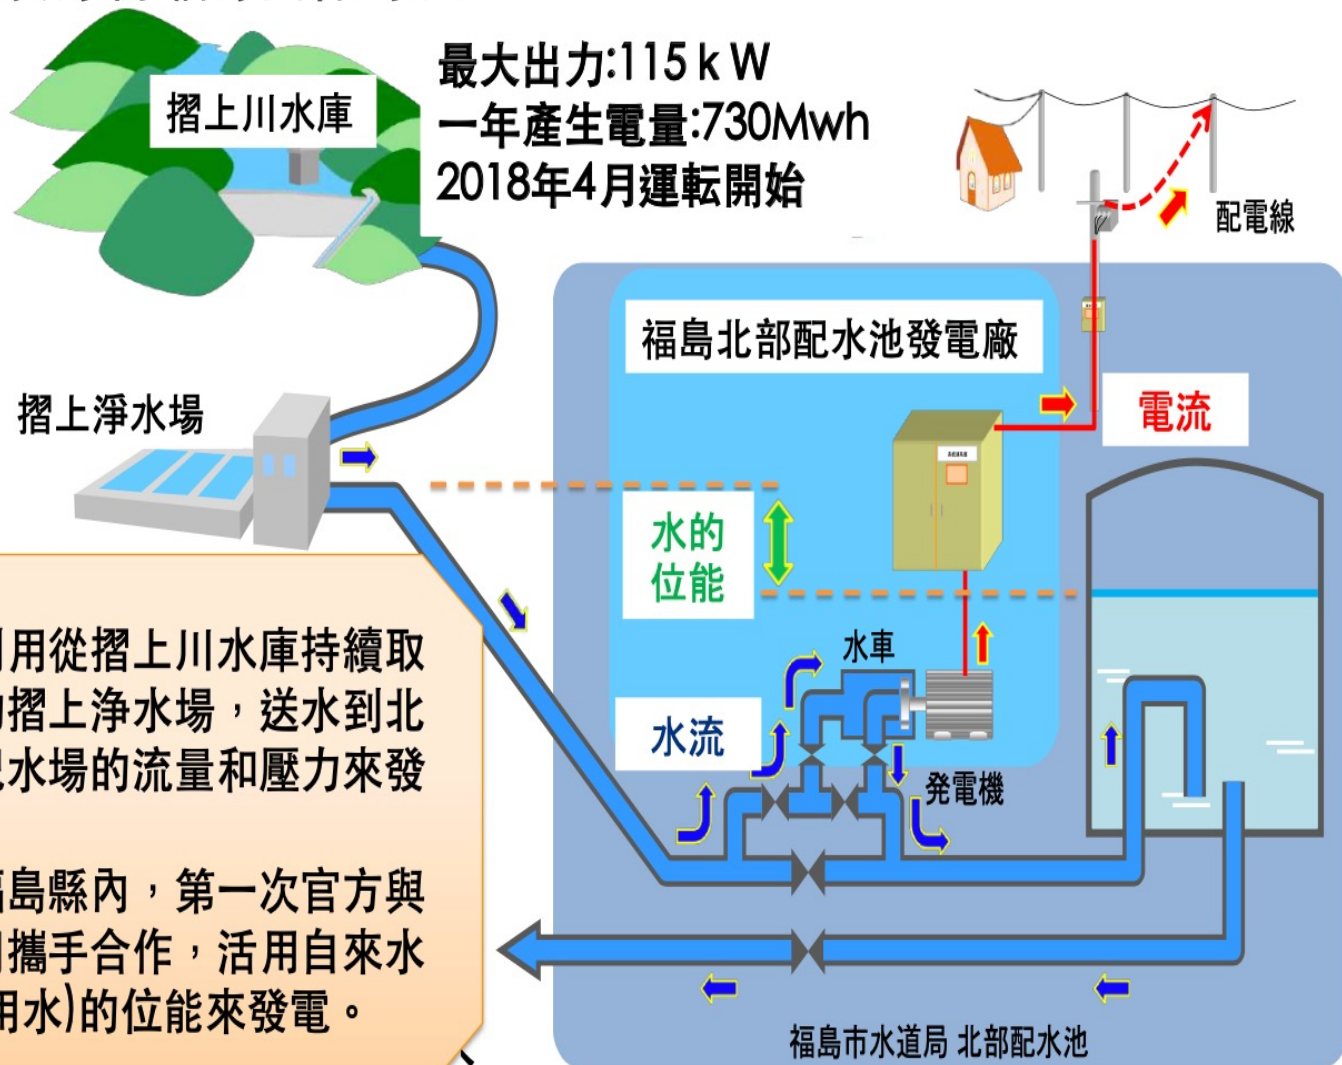 摺上川水庫
最大出力:115kW
一年產生電量:730Mwh
2018年4月運転開始
配電線
福島北部配水池發電廠
摺上淨水場
電流
水的
位能
水車
水流
発電機
用從摺上川水庫持續取
摺上浄水場，送水到北
水場的流量和壓力來發
島縣內，第一次官方與
攜手合作，活用自來水
用水)的位能來發電。
福島市水道局 北部配水池